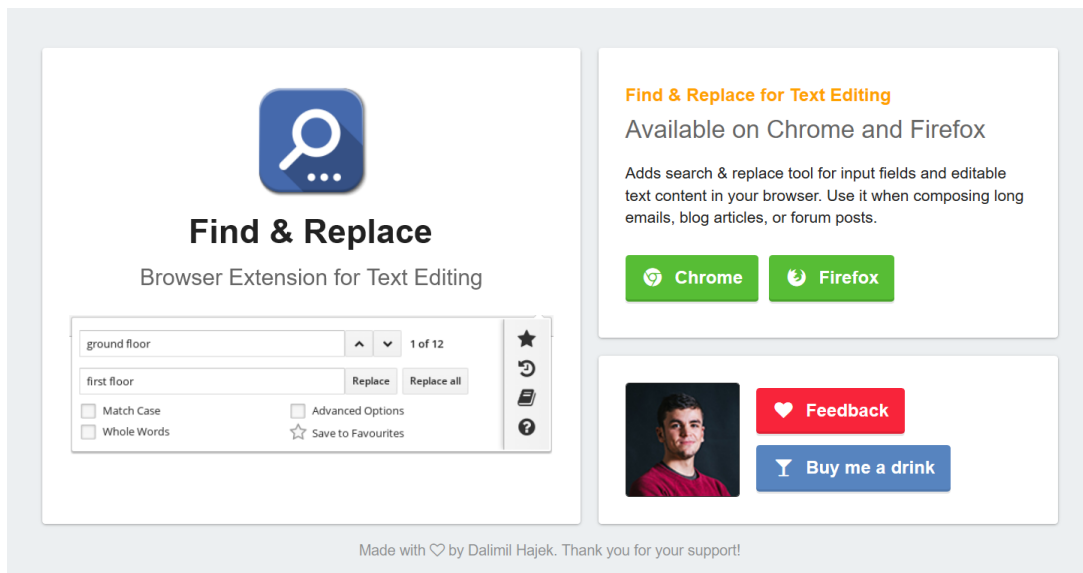 Find & Replace
Browser Extension for Text Editing
ground floor
1 of 12
first floor
Replace
Replace all
Match Case
Advanced Options
Whole Words
Save to Favourites
Find & Replace for Text Editing
Available on Chrome and Firefox
Adds search & replace tool for input fields and editable
text content in your browser. Use it when composing long
emails, blog articles, or forum posts.
Chrome
Firefox
Feedback
Buy me a drink
Made with ♡ by Dalimil Hajek. Thank you for your support!